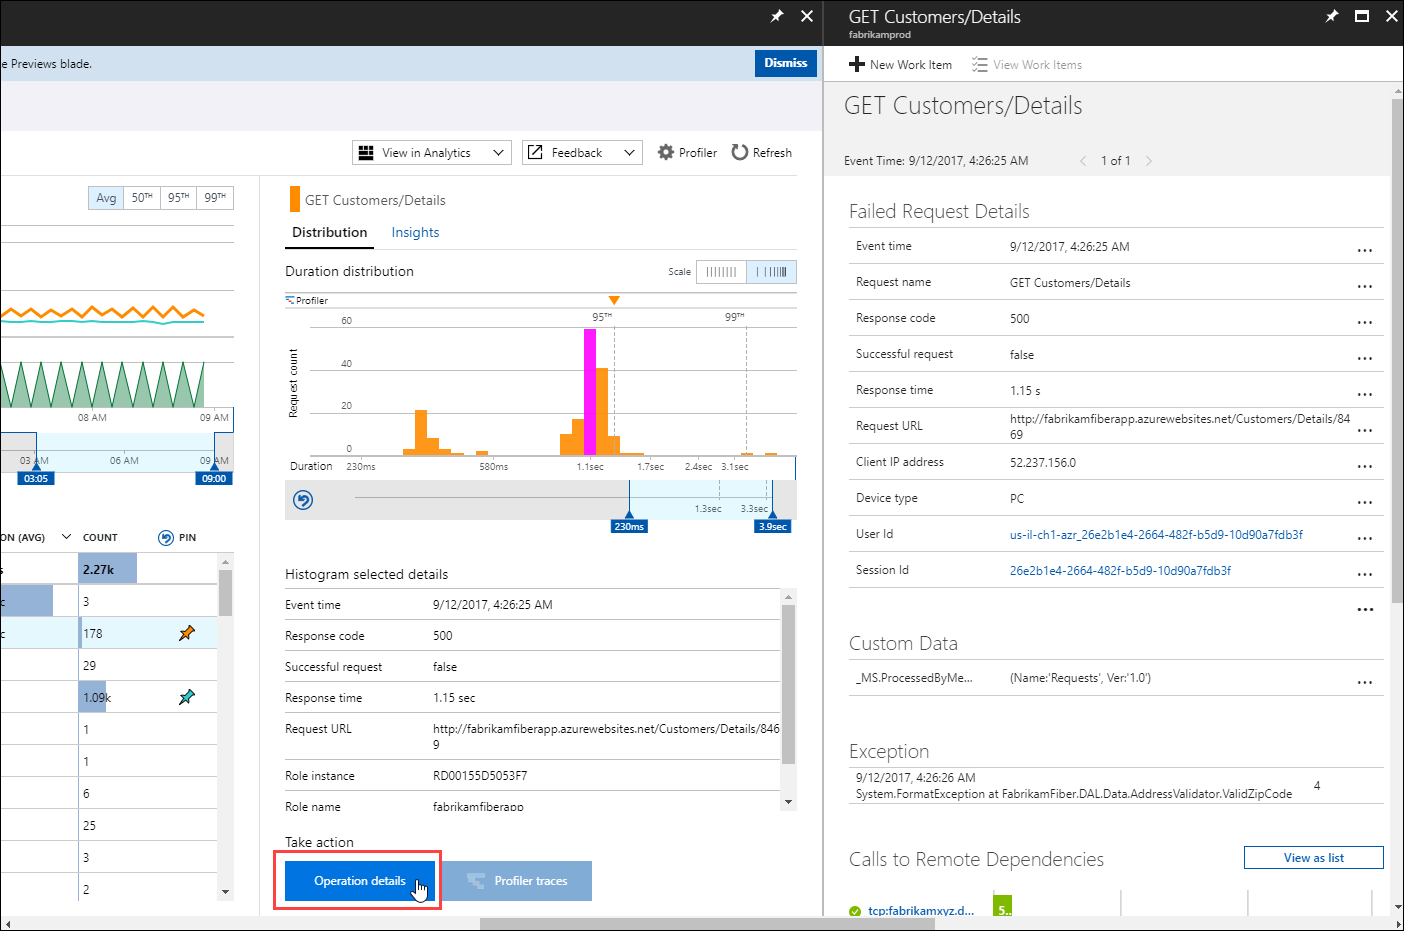 e Previews blade.
Dismiss
View in Analytics
Feedback
Profiler
Refresh
Avg
50TH
95TH
99TH
08 AM
09 AM
03 AM
06 AM
09 AM
03:05
09:00
ON (AVG)
COUNT
PIN
s
2.27k
c
3
c
178
29
1.09k
1
1
6
25
3
2
GET Customers/Details
Distribution
Insights
Duration distribution
Scale
Profiler
95TH
99TH
Request count
60
40
20
0
Duration
230ms
580ms
1.1sec
1.7sec
2.4sec
3.1sec
1.3sec
3.3sec
230ms
3.9sec
Histogram selected details
Event time 9/12/2017, 4:26:25 AM
Response code 500
Successful request false
Response time 1.15 sec
Request URL http://fabrikamfiberapp.azurewebsites.net/Customers/Details/846
9
Role instance RD00155D5053F7
Role name fabrikamfiberapp
Take action
Operation details
Profiler traces
GET Customers/Details
fabrikamprod
New Work Item
View Work Items
GET Customers/Details
Event Time: 9/12/2017, 4:26:25 AM
1 of 1
Failed Request Details
Event time 9/12/2017, 4:26:25 AM ...
Request name GET Customers/Details ...
Response code 500 ...
Successful request false ...
Response time 1.15 s ...
Request URL http://fabrikamfiberapp.azurewebsites.net/Customers/Details/84
69 ...
Client IP address 52.237.156.0 ...
Device type PC ...
User Id us-il-ch1-azr_26e2b1e4-2664-482f-b5d9-10d90a7fdb3f ...
Session Id 26e2b1e4-2664-482f-b5d9-10d90a7fdb3f ...
...
Custom Data
_MS.ProcessedByMe... (Name:'Requests', Ver:'1.0') ...
Exception
9/12/2017, 4:26:26 AM
System.FormatException at FabrikamFiber.DAL.Data.AddressValidator.ValidZipCode 4
Calls to Remote Dependencies
View as list
tcp:fabrikamxyz.d...
5..